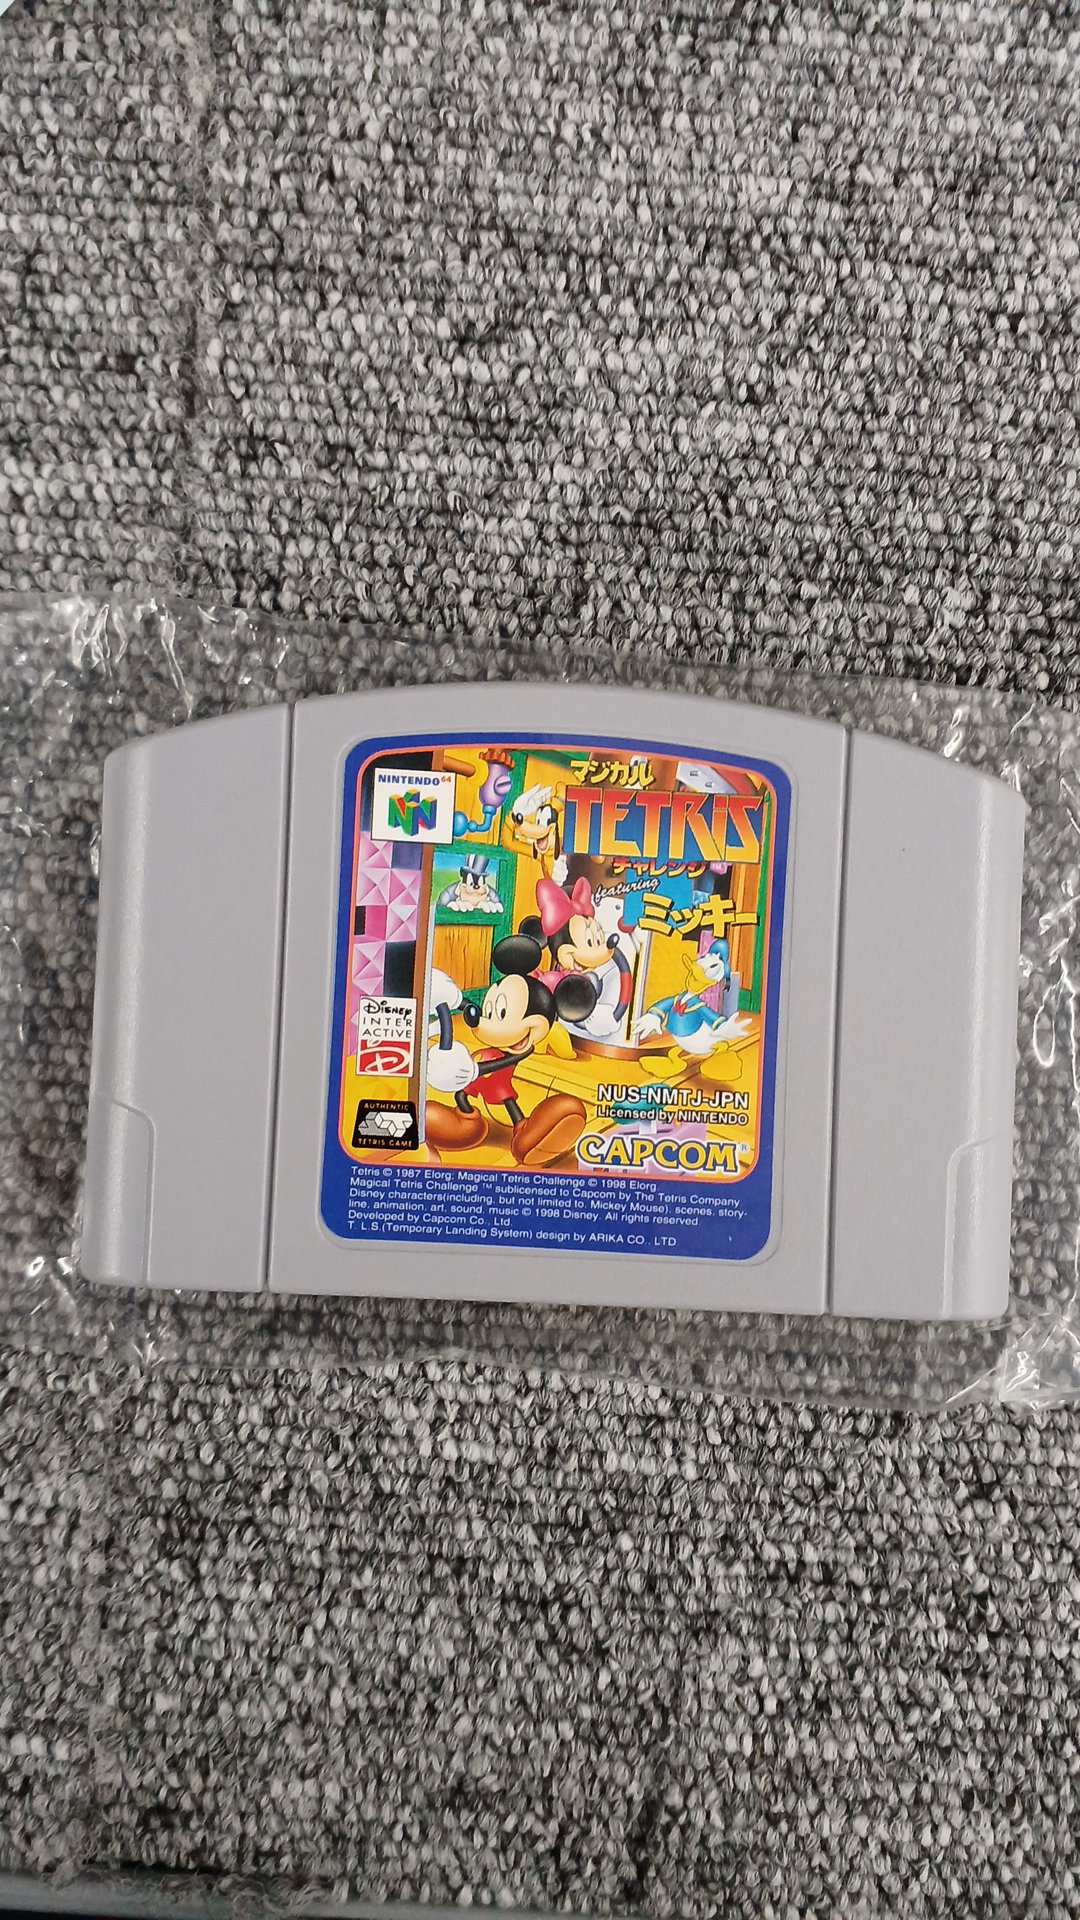 NINTENDO 64
マジカル
TETRiS
チャレンジ
featuring
ミッキー
DISNEY
INTER
ACTIVE
D
AUTHENTIC
TETRIS GAME
NUS-NMTJ-JPN
Licensed by NINTENDO
CAPCOM®
Tetris © 1987 Elorg; Magical Tetris Challenge © 1998 Elorg
Magical Tetris Challenge ™ sublicensed to Capcom by The Tetris Company
Disney characters(including, but not limited to, Mickey Mouse), scenes, story-
line, animation, art, sound, music © 1998 Disney. All rights reserved.
Developed by Capcom Co., Ltd.
T. L.S.(Temporary Landing System) design by ARIKA CO., LTD